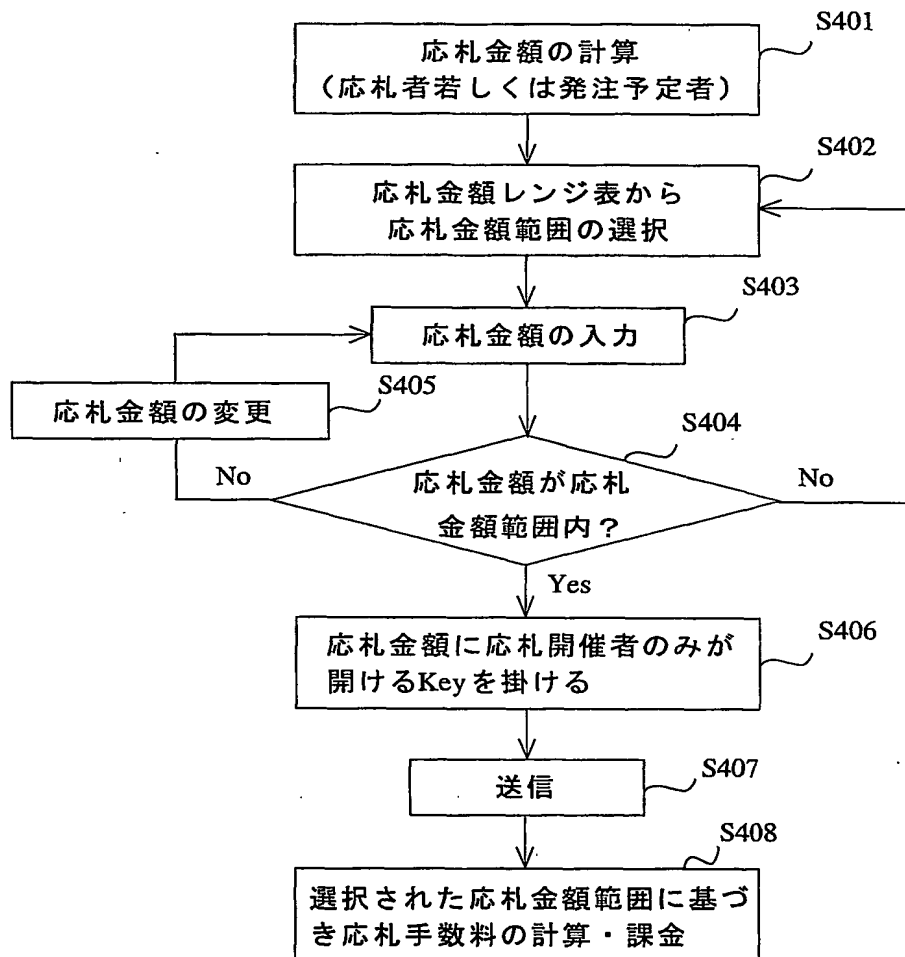 S401
応札金額の計算
(応札者若しくは発注予定者)
S402
応札金額レンジ表から
応札金額範囲の選択
S403
応札金額の入力
S405
応札金額の変更
S404
No
応札金額が応札
金額範囲内?
No
Yes
S406
応札金額に応札開催者のみが
開けるKeyを掛ける
S407
送信
S408
選択された応札金額範囲に基づ
き応札手数料の計算・課金